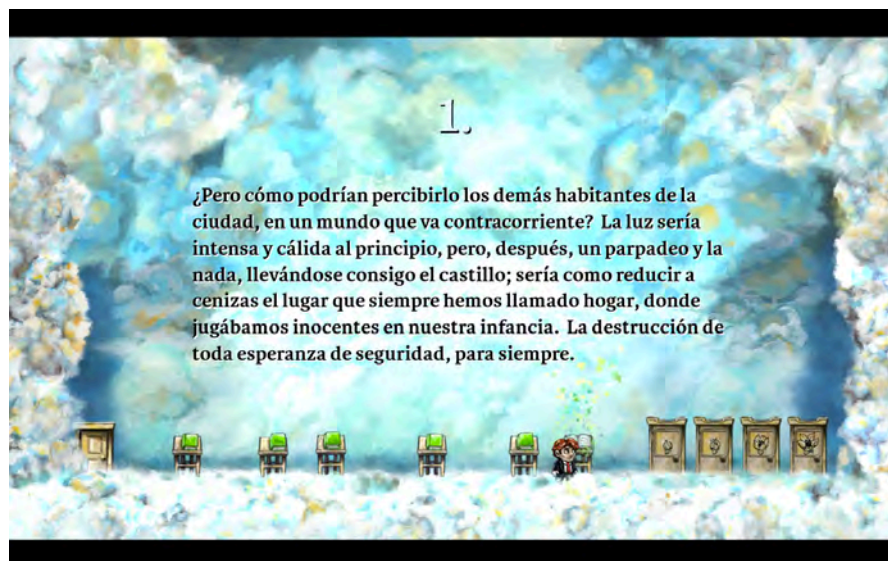 1.
¿Pero cómo podrían percibirlo los demás habitantes de la
ciudad, en un mundo que va contracorriente? La luz sería
intensa y cálida al principio, pero, después, un parpadeo y la
nada, llevándose consigo el castillo; sería como reducir a
cenizas el lugar que siempre hemos llamado hogar, donde
jugábamos inocentes en nuestra infancia. La destrucción de
toda esperanza de seguridad, para siempre.